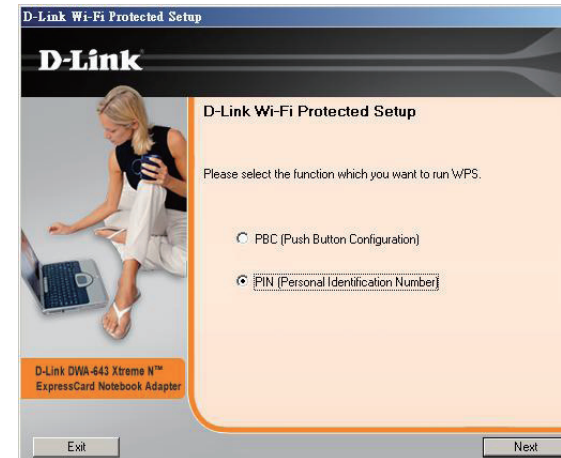 D-Link Wi-Fi Protected Setup
D-Link
D-Link Wi-Fi Protected Setup
Please select the function which you want to run WPS.
PBC (Push Button Configuration)
PIN (Personal Identification Number)
D-Link DWA-643 Xtreme N™
ExpressCard Notebook Adapter
Exit
Next